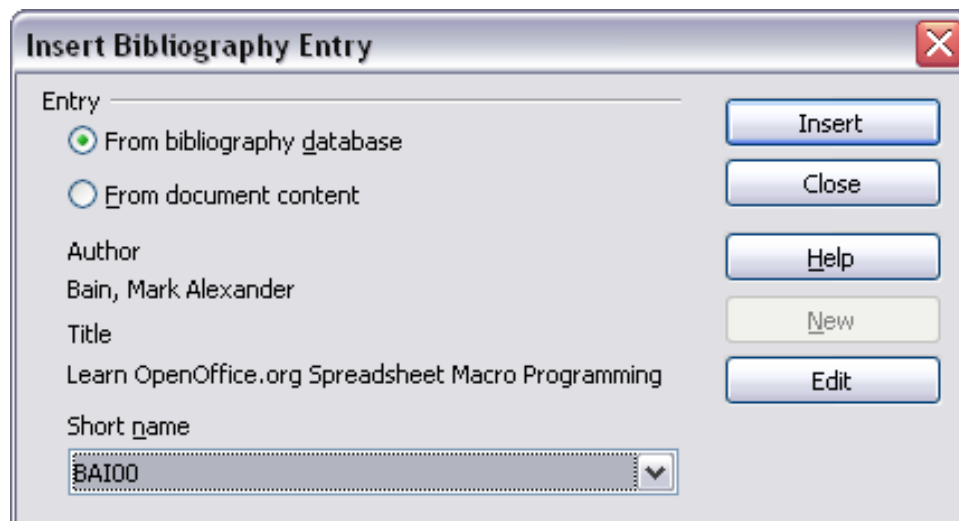 Insert Bibliography Entry
Entry
From bibliography database
From document content
Author
Bain, Mark Alexander
Title
Learn OpenOffice.org Spreadsheet Macro Programming
Short name
BAI00
Insert
Close
Help
New
Edit